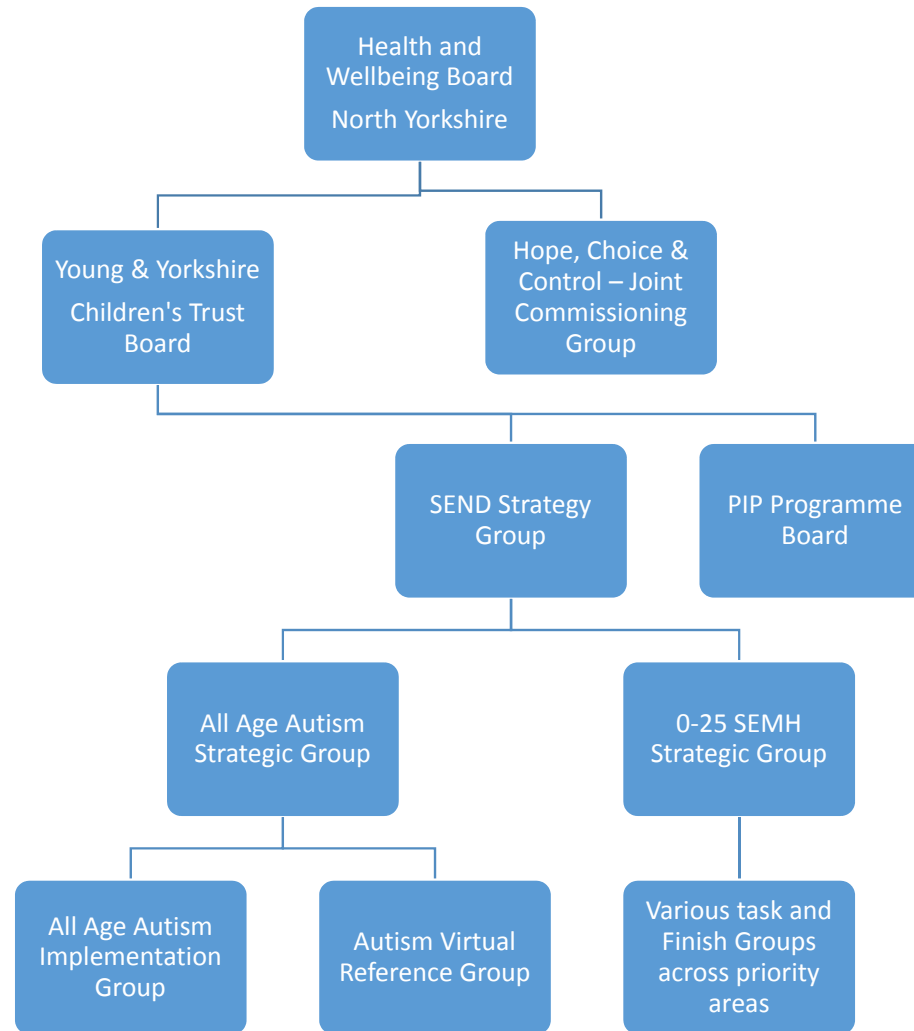 Health and
Wellbeing Board
North Yorkshire
Young & Yorkshire
Children's Trust
Board
Hope, Choice &
Control – Joint
Commissioning
Group
SEND Strategy
Group
PIP Programme
Board
All Age Autism
Strategic Group
0-25 SEMH
Strategic Group
All Age Autism
Implementation
Group
Autism Virtual
Reference Group
Various task and
Finish Groups
across priority
areas